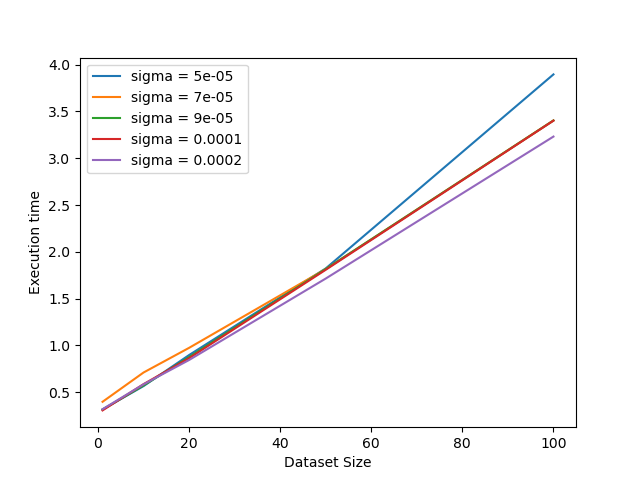 4.0
3.5
3.0
2.5
2.0
1.5
1.0
0.5
Execution time
sigma = 5e-05
sigma = 7e-05
sigma = 9e-05
sigma = 0.0001
sigma = 0.0002
0 20 40 60 80 100
Dataset Size